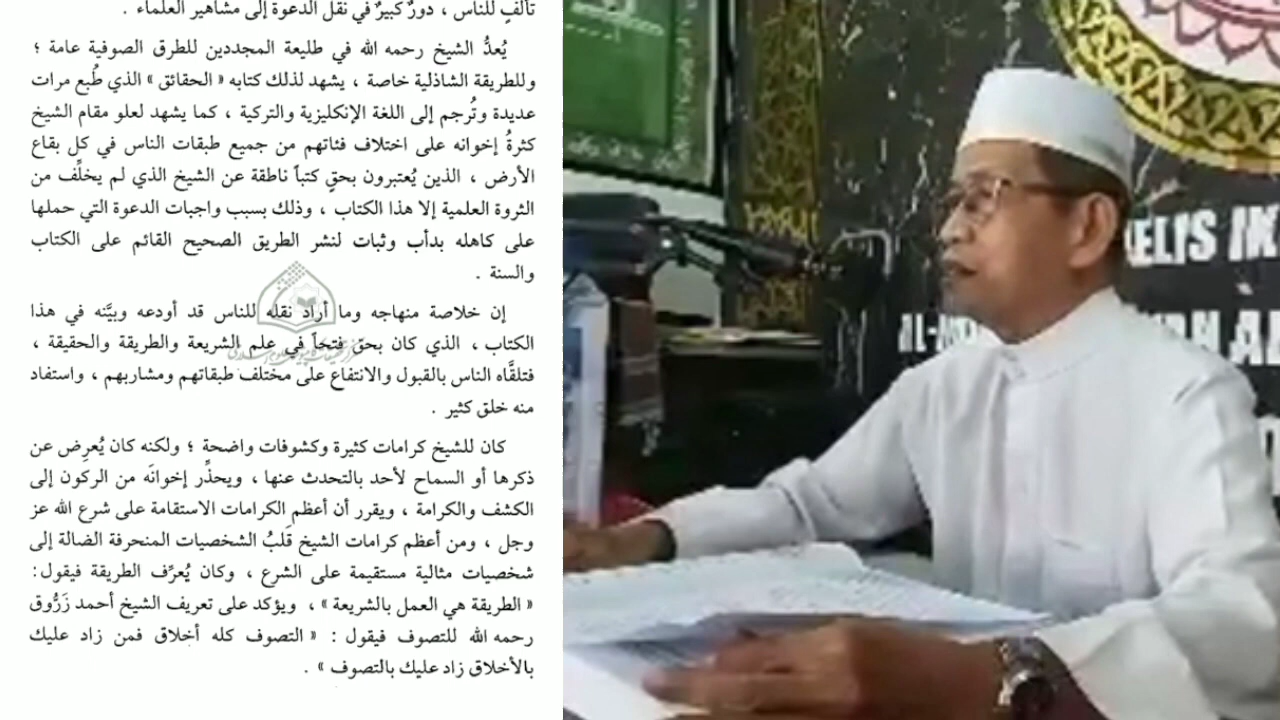 تآلفٍ للناس ، دورٌ كبيرٌ في نقل الدعوة إلى مشاهير العلماء .
يُعدُّ الشيخ رحمه الله في طليعة المجددين للطرق الصوفية عامة ؛
وللطريقة الشاذلية خاصة ، يشهد لذلك كتابه « الحقائق » الذي طُبع مرات
عديدة وتُرجم إلى اللغة الإنكليزية والتركية ، كما يشهد لعلو مقام الشيخ
كثرةُ إخوانه على اختلاف فئاتهم من جميع طبقات الناس في كل بقاع
الأرض ، الذين يُعتبرون بحقٍ كتباً ناطقة عن الشيخ الذي لم يخلِّف من
الثروة العلمية إلا هذا الكتاب ، وذلك بسبب واجبات الدعوة التي حملها
على كاهله بدأب وثبات لنشر الطريق الصحيح القائم على الكتاب
والسنة .
إن خلاصة منهاجه وما أراد نقله للناس قد أودعه وبيَّنه في هذا
الكتاب ، الذي كان بحقّ فتحاً في علم الشريعة والطريقة والحقيقة ،
فتلقَّاه الناس بالقبول والانتفاع على مختلف طبقاتهم ومشاربهم ، واستفاد
منه خلق كثير .
كان للشيخ كرامات كثيرة وكشوفات واضحة ؛ ولكنه كان يُعرِض عن
ذكرها أو السماح لأحد بالتحدث عنها ، ويحذِّر إخوانَه من الركون إلى
الكشف والكرامة ، ويقرر أن أعظم الكرامات الاستقامة على شرع الله عز
وجل ، ومن أعظم كرامات الشيخ قَلبُ الشخصيات المنحرفة الضالة إلى
شخصيات مثالية مستقيمة على الشرع ، وكان يُعرِّف الطريقة فيقول :
« الطريقة هي العمل بالشريعة » ، ويؤكد على تعريف الشيخ أحمد زَرُّوق
رحمه الله للتصوف فيقول : « التصوف كله أخلاق فمن زاد عليك
بالأخلاق زاد عليك بالتصوف » .
ELIS IK
AL-